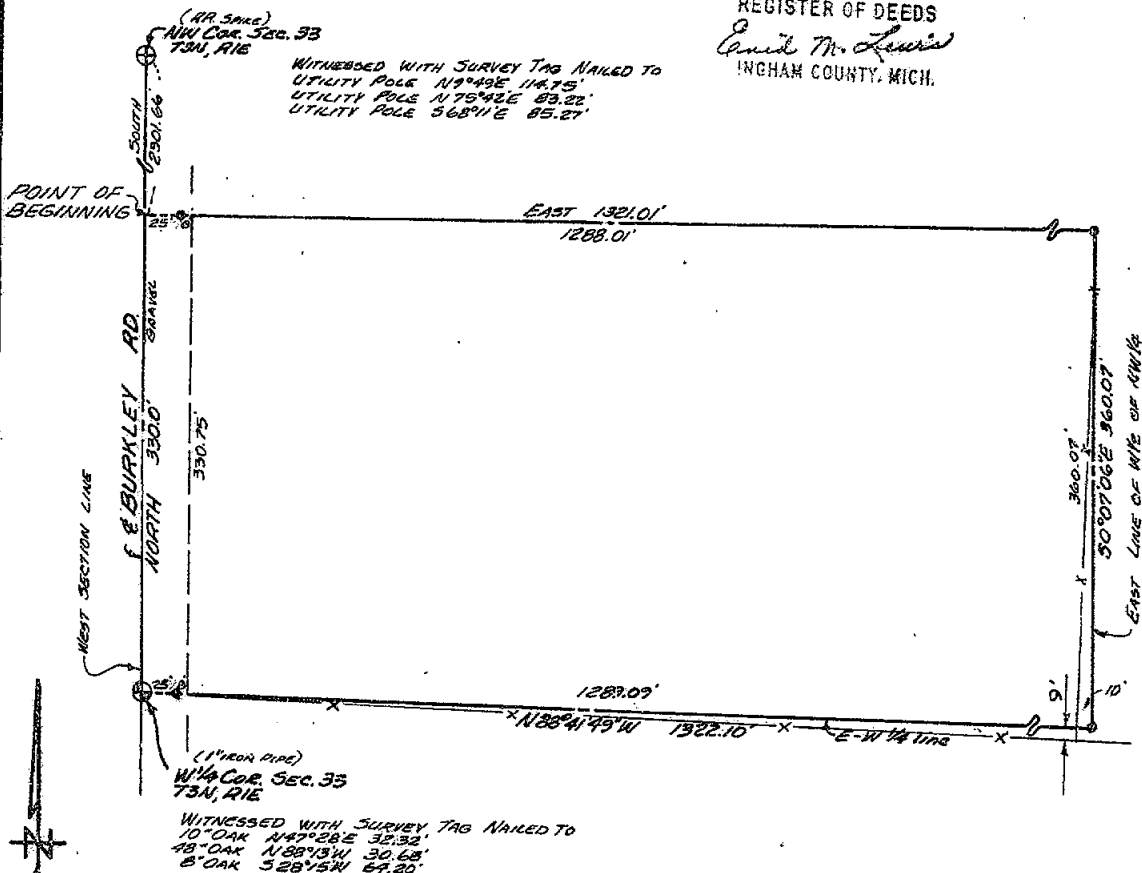 REGISTER OF DEEDS
Enid M. Lewis
INGHAM COUNTY, MICH.
(RR. SPIKE)
NW COR. SEC. 33
T3N, R1E
WITNESSED WITH SURVEY TAG NAILED TO
UTILITY POLE N9°49'E 114.75'
UTILITY POLE N75°42'E 83.22'
UTILITY POLE S68°11'E 85.27'
SOUTH
2301.66'
POINT OF
BEGINNING
EAST 1321.01'
1288.01'
GRAVEL
℄ BURKLEY RD.
NORTH 330.0'
330.75'
WEST SECTION LINE
360.07'
S0°07'06"E 360.07'
EAST LINE OF W1/2 OF NW1/4
1289.09'
N88°41'49"W 1322.10'
E-W 1/4 line
9'
10'
(1" IRON PIPE)
W1/4 COR. SEC. 33
T3N, R1E
WITNESSED WITH SURVEY TAG NAILED TO
10" OAK N47°28'E 32.32'
48" OAK N88°13'W 30.68'
8" OAK S28°15'W 64.20'
N